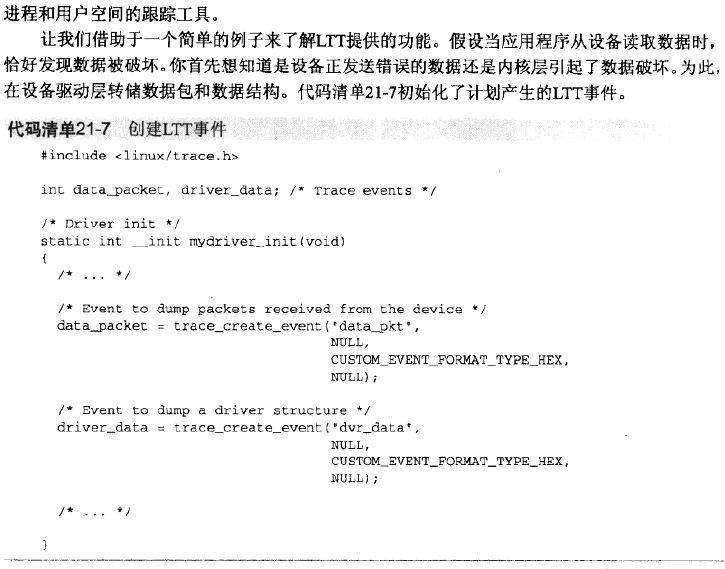 进程和用户空间的跟踪工具。
让我们借助于一个简单的例子来了解LTT提供的功能。假设当应用程序从设备读取数据时，
恰好发现数据被破坏。你首先想知道是设备正发送错误的数据还是内核层引起了数据破坏。为此，
在设备驱动层转储数据包和数据结构。代码清单21-7初始化了计划产生的LTT事件。
代码清单21-7 创建LTT事件
#include <linux/trace.h>
int data_packet, driver_data; /* Trace events */
/* Driver init */
static int __init mydriver_init(void)
{
/* ... */
/* Event to dump packets received from the device */
data_packet = trace_create_event("data_pkt",
NULL,
CUSTOM_EVENT_FORMAT_TYPE_HEX,
NULL);
/* Event to dump a driver structure */
driver_data = trace_create_event("dvr_data",
NULL,
CUSTOM_EVENT_FORMAT_TYPE_HEX,
NULL);
/* ... */
}